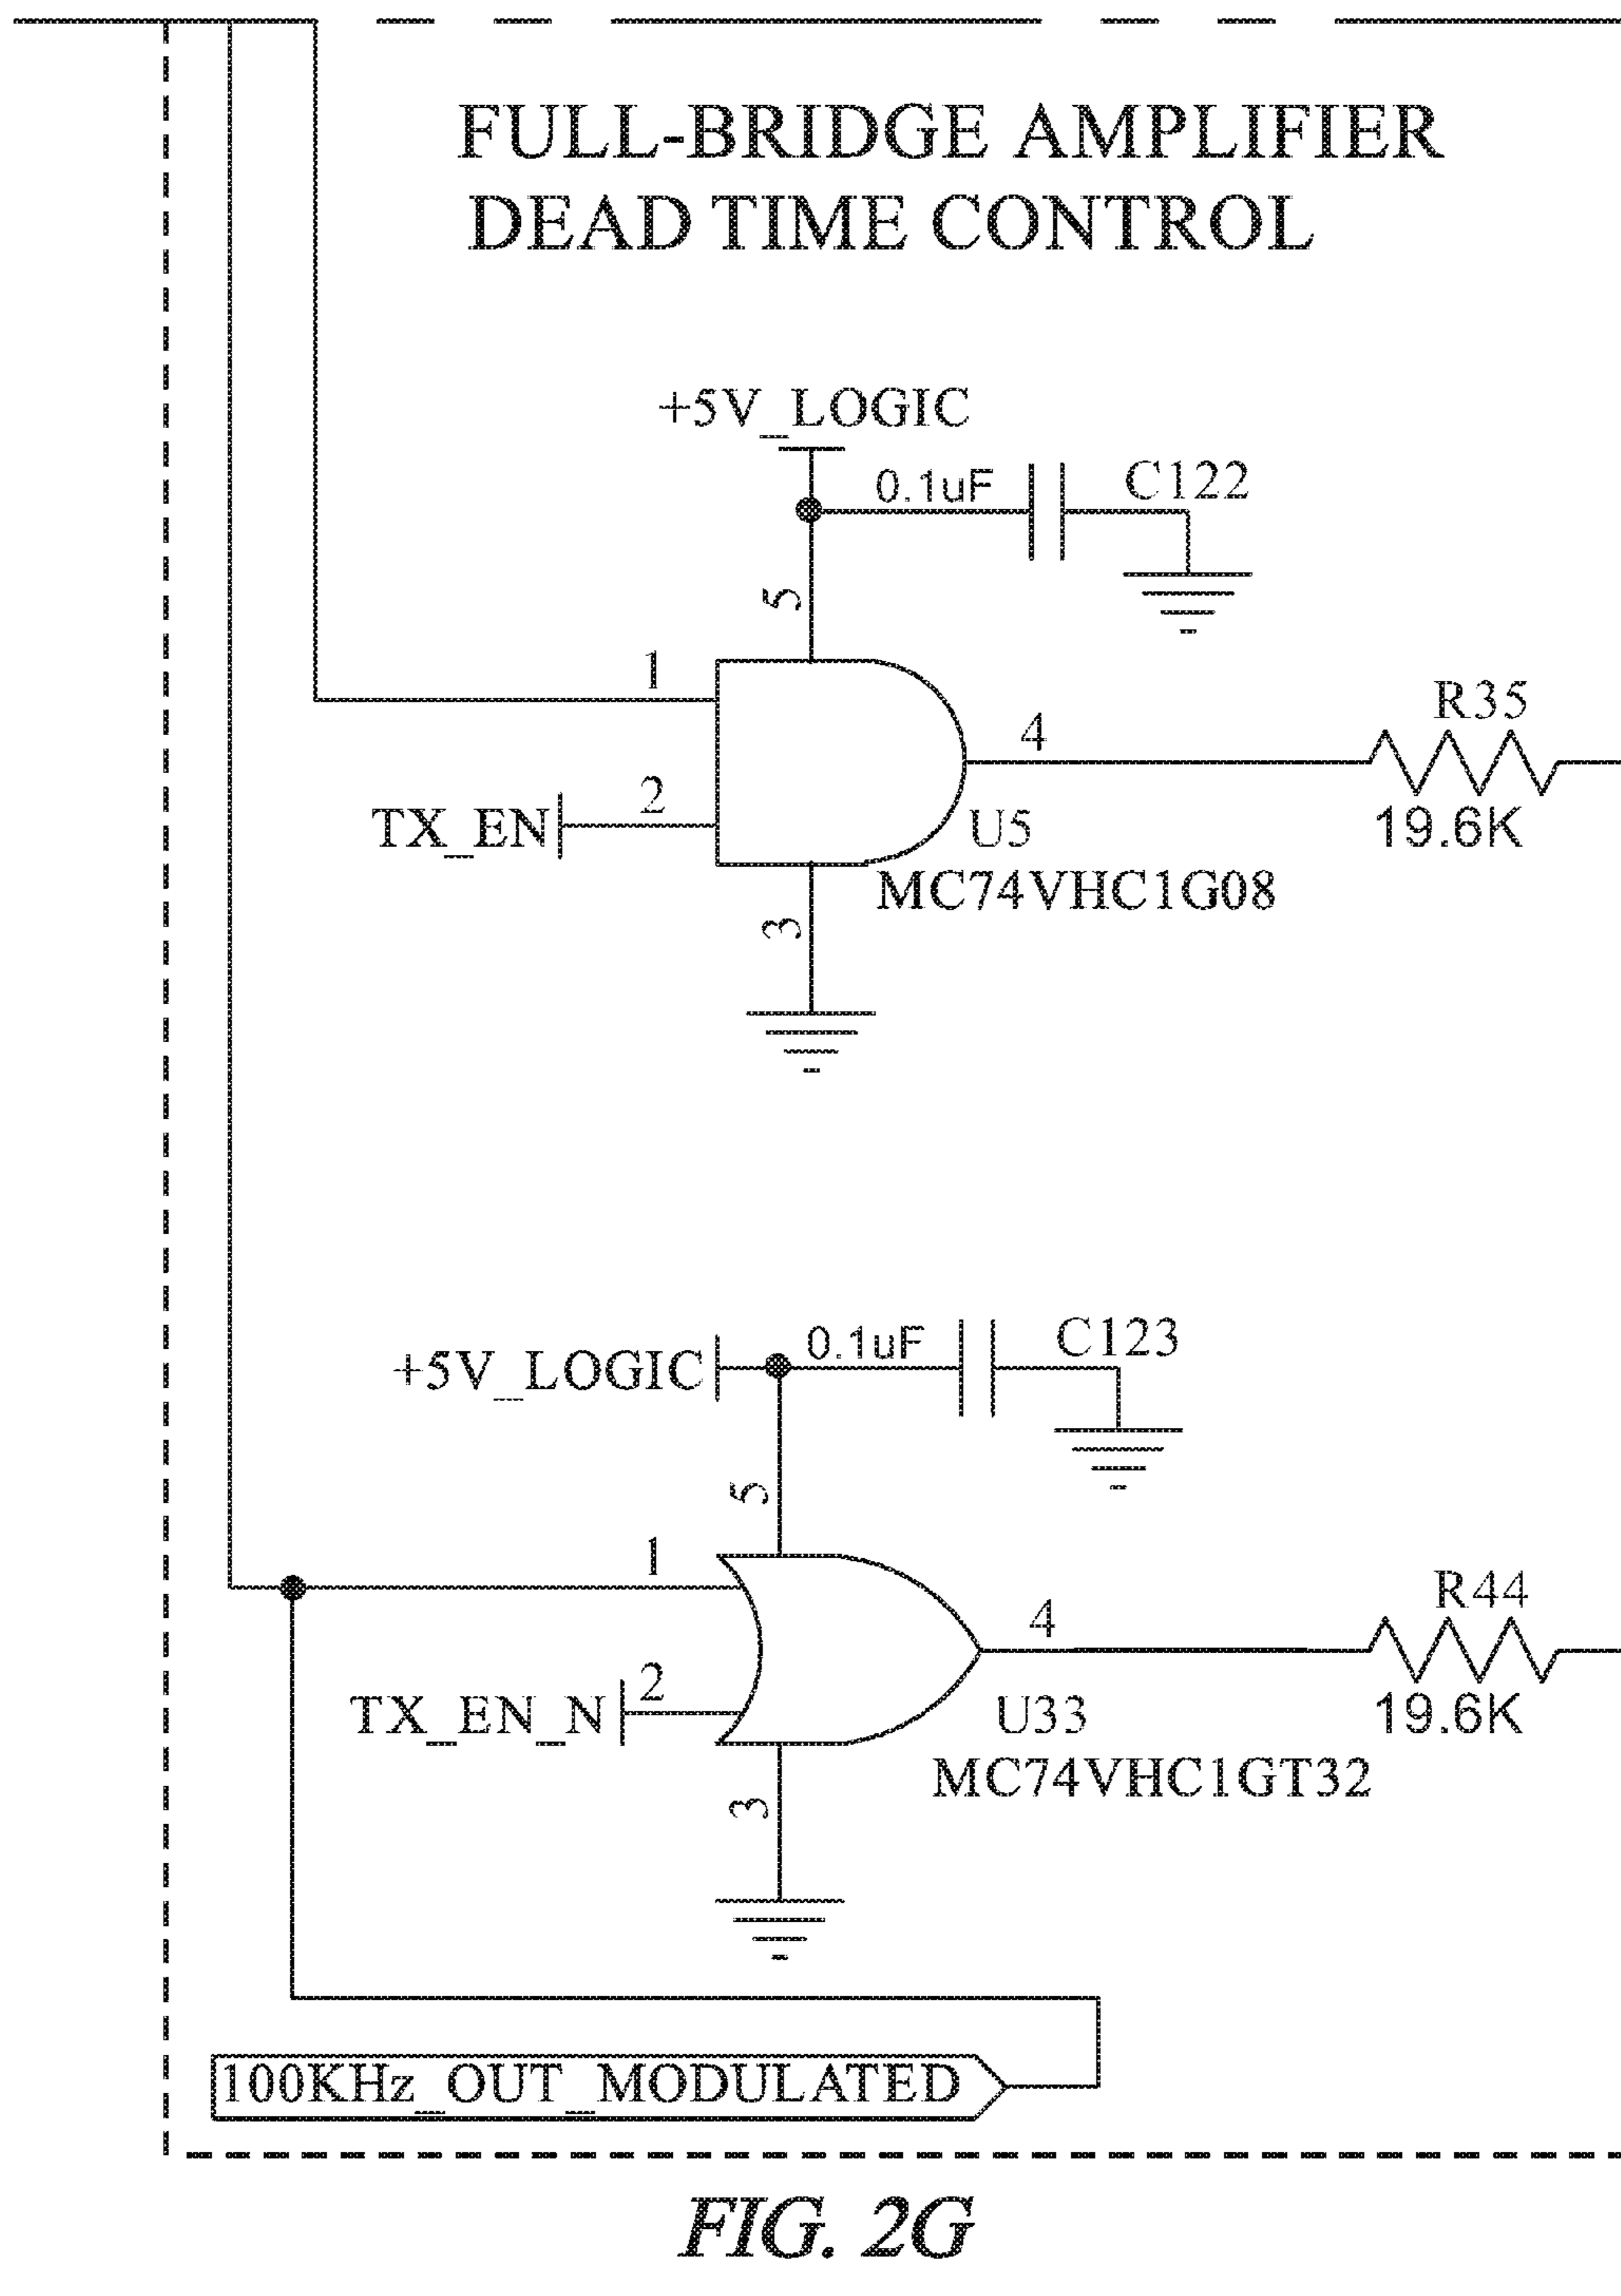 FULL-BRIDGE AMPLIFIER
DEAD TIME CONTROL
+5V_LOGIC
0.1uF
C122
5
1
R35
4
2
TX_EN
U5
19.6K
MC74VHC1G08
3
+5V_LOGIC
0.1uF
C123
5
1
R44
4
2
TX_EN_N
U33
19.6K
MC74VHC1GT32
3
100KHz_OUT_MODULATED
FIG. 2G